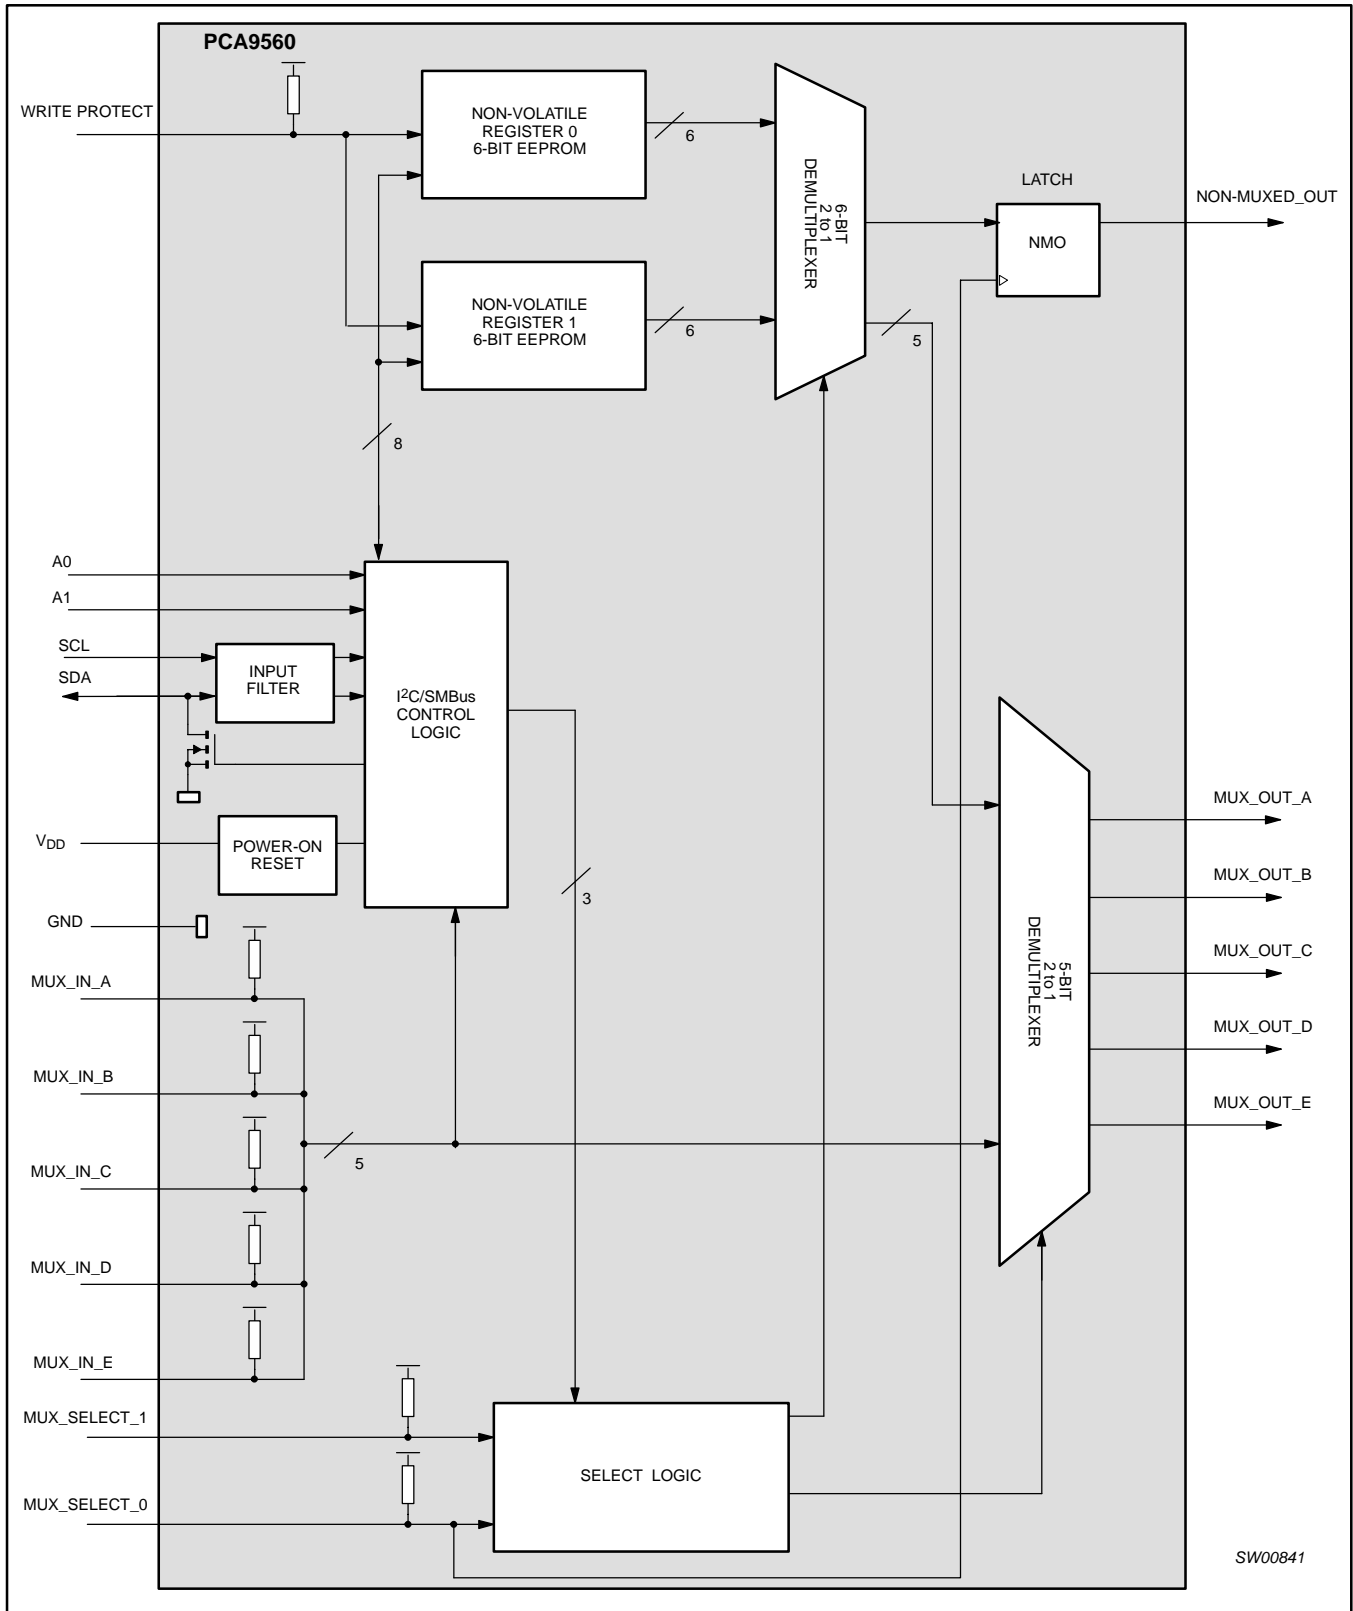 PCA9560
WRITE PROTECT
NON-VOLATILE
REGISTER 0
6-BIT EEPROM
6
6-BIT
2 to 1
DEMULTIPLEXER
LATCH
NMO
NON-MUXED_OUT
NON-VOLATILE
REGISTER 1
6-BIT EEPROM
6
5
8
A0
A1
SCL
SDA
INPUT
FILTER
I2C/SMBus
CONTROL
LOGIC
VDD
POWER-ON
RESET
3
GND
MUX_OUT_A
MUX_OUT_B
MUX_OUT_C
MUX_OUT_D
MUX_OUT_E
5-BIT
2 to 1
DEMULTIPLEXER
MUX_IN_A
MUX_IN_B
5
MUX_IN_C
MUX_IN_D
MUX_IN_E
MUX_SELECT_1
SELECT LOGIC
MUX_SELECT_0
SW00841